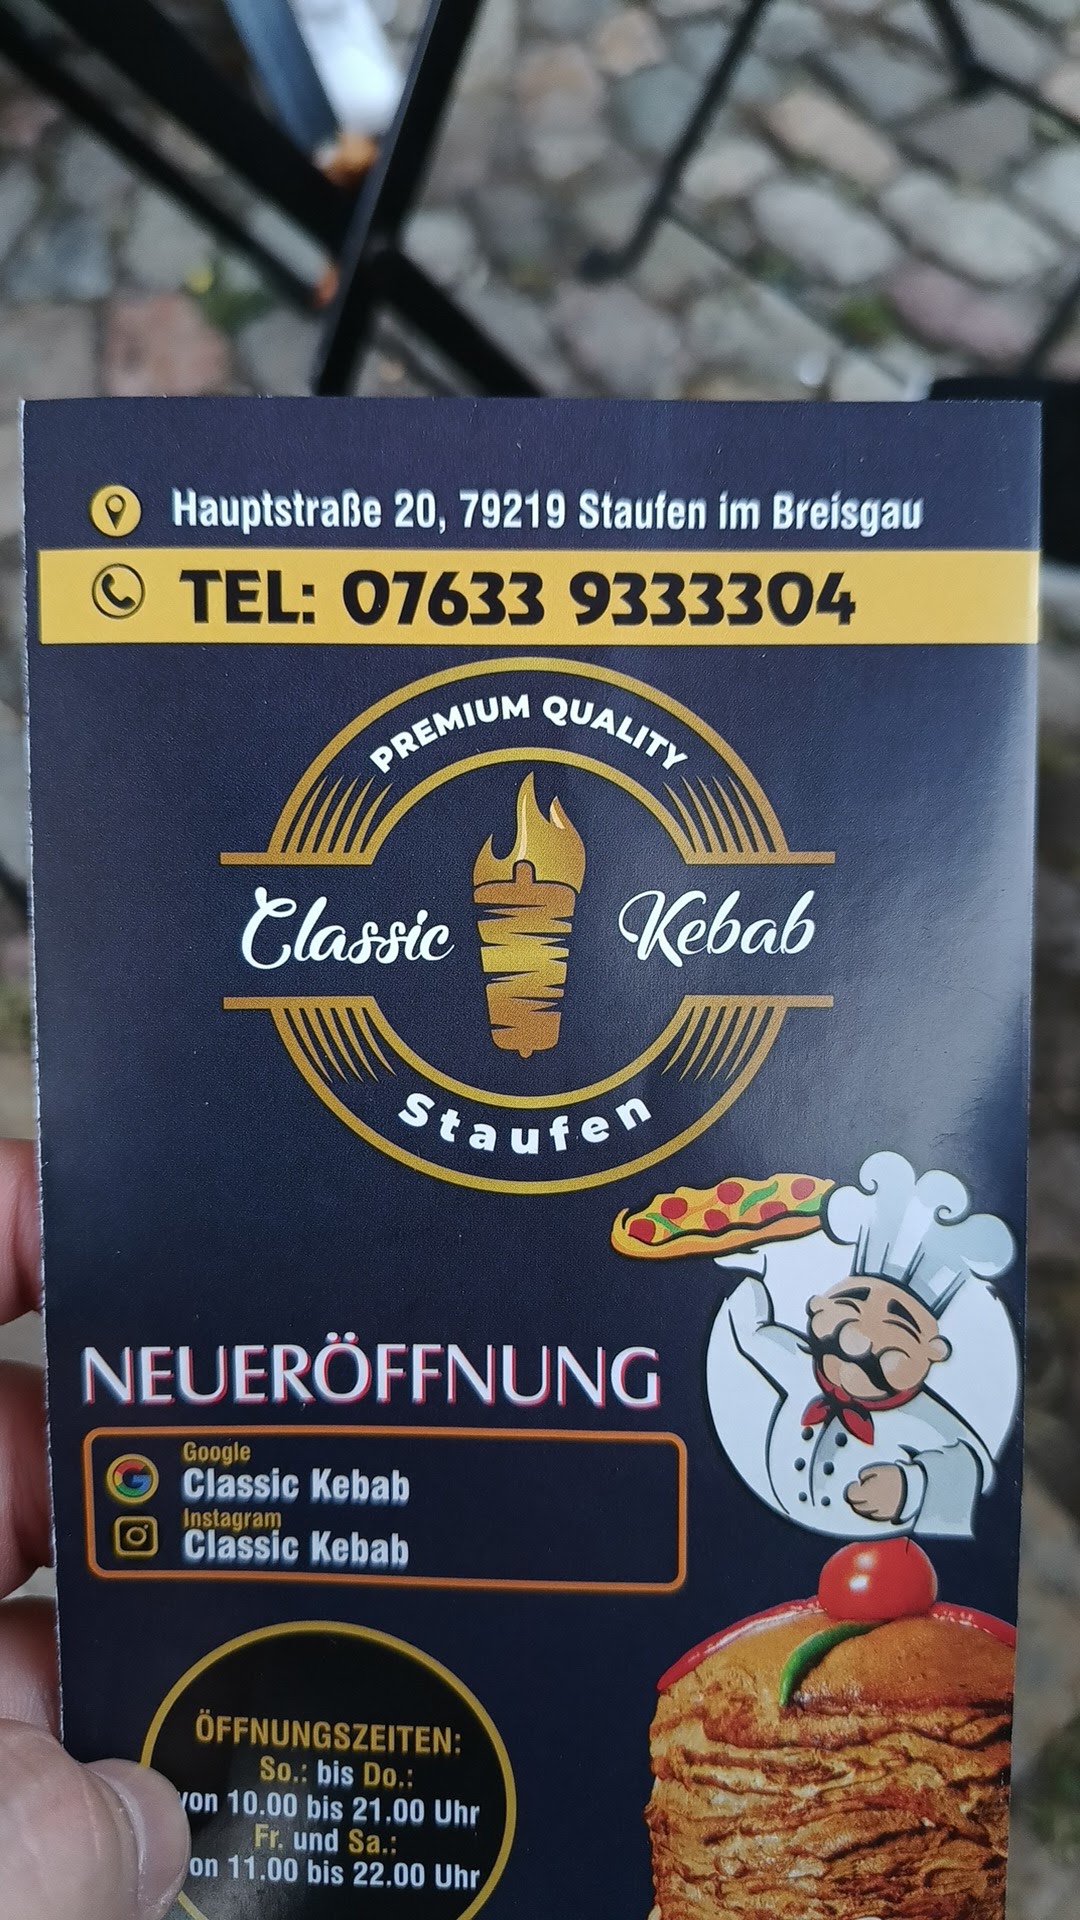 Hauptstraße 20, 79219 Staufen im Breisgau
TEL: 07633 9333304
PREMIUM QUALITY
Classic Kebab
Staufen
NEUERÖFFNUNG
Google
Classic Kebab
Instagram
Classic Kebab
ÖFFNUNGSZEITEN:
So.: bis Do.:
von 10.00 bis 21.00 Uhr
Fr. und Sa.:
on 11.00 bis 22.00 Uhr